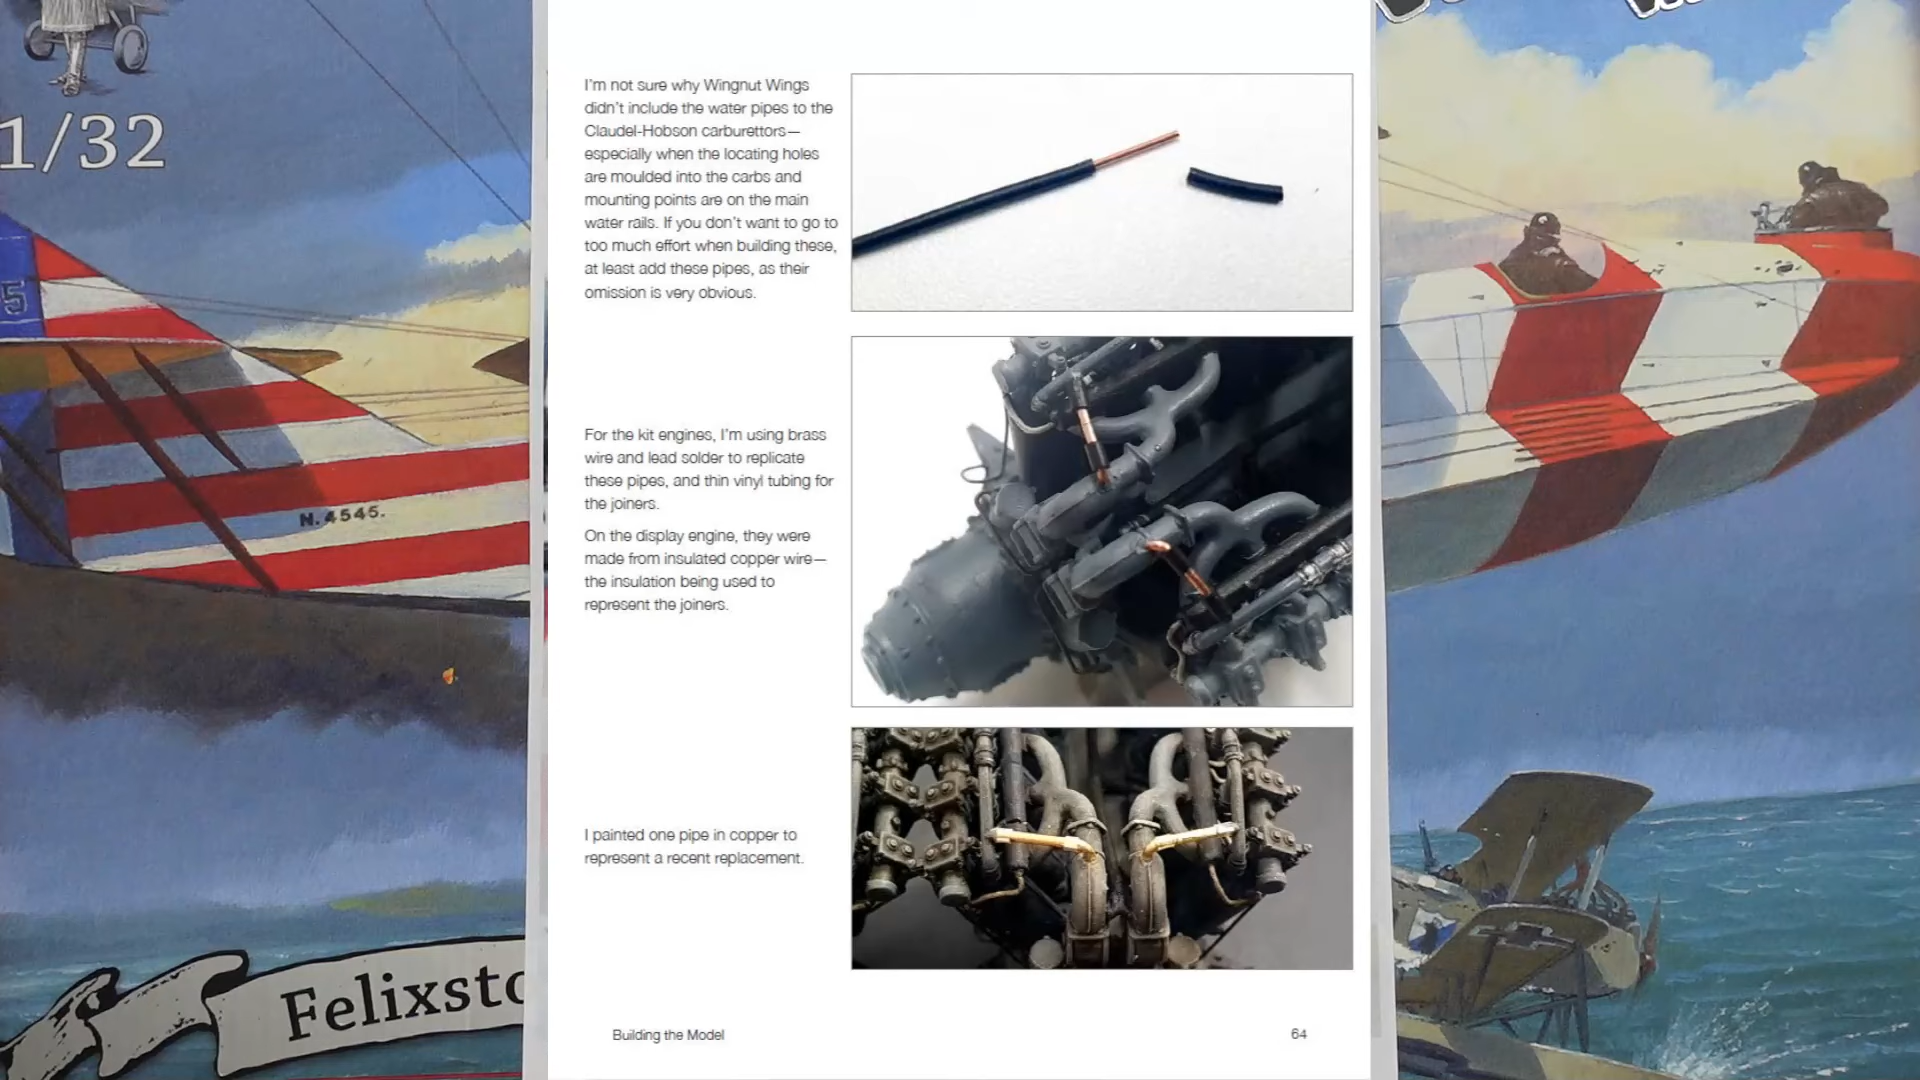 1/32
5
N.4545.
Felixsto
I'm not sure why Wingnut Wings
didn't include the water pipes to the
Claudel-Hobson carburettors—
especially when the locating holes
are moulded into the carbs and
mounting points are on the main
water rails. If you don't want to go to
too much effort when building these,
at least add these pipes, as their
omission is very obvious.
For the kit engines, I'm using brass
wire and lead solder to replicate
these pipes, and thin vinyl tubing for
the joiners.
On the display engine, they were
made from insulated copper wire—
the insulation being used to
represent the joiners.
I painted one pipe in copper to
represent a recent replacement.
Building the Model
64